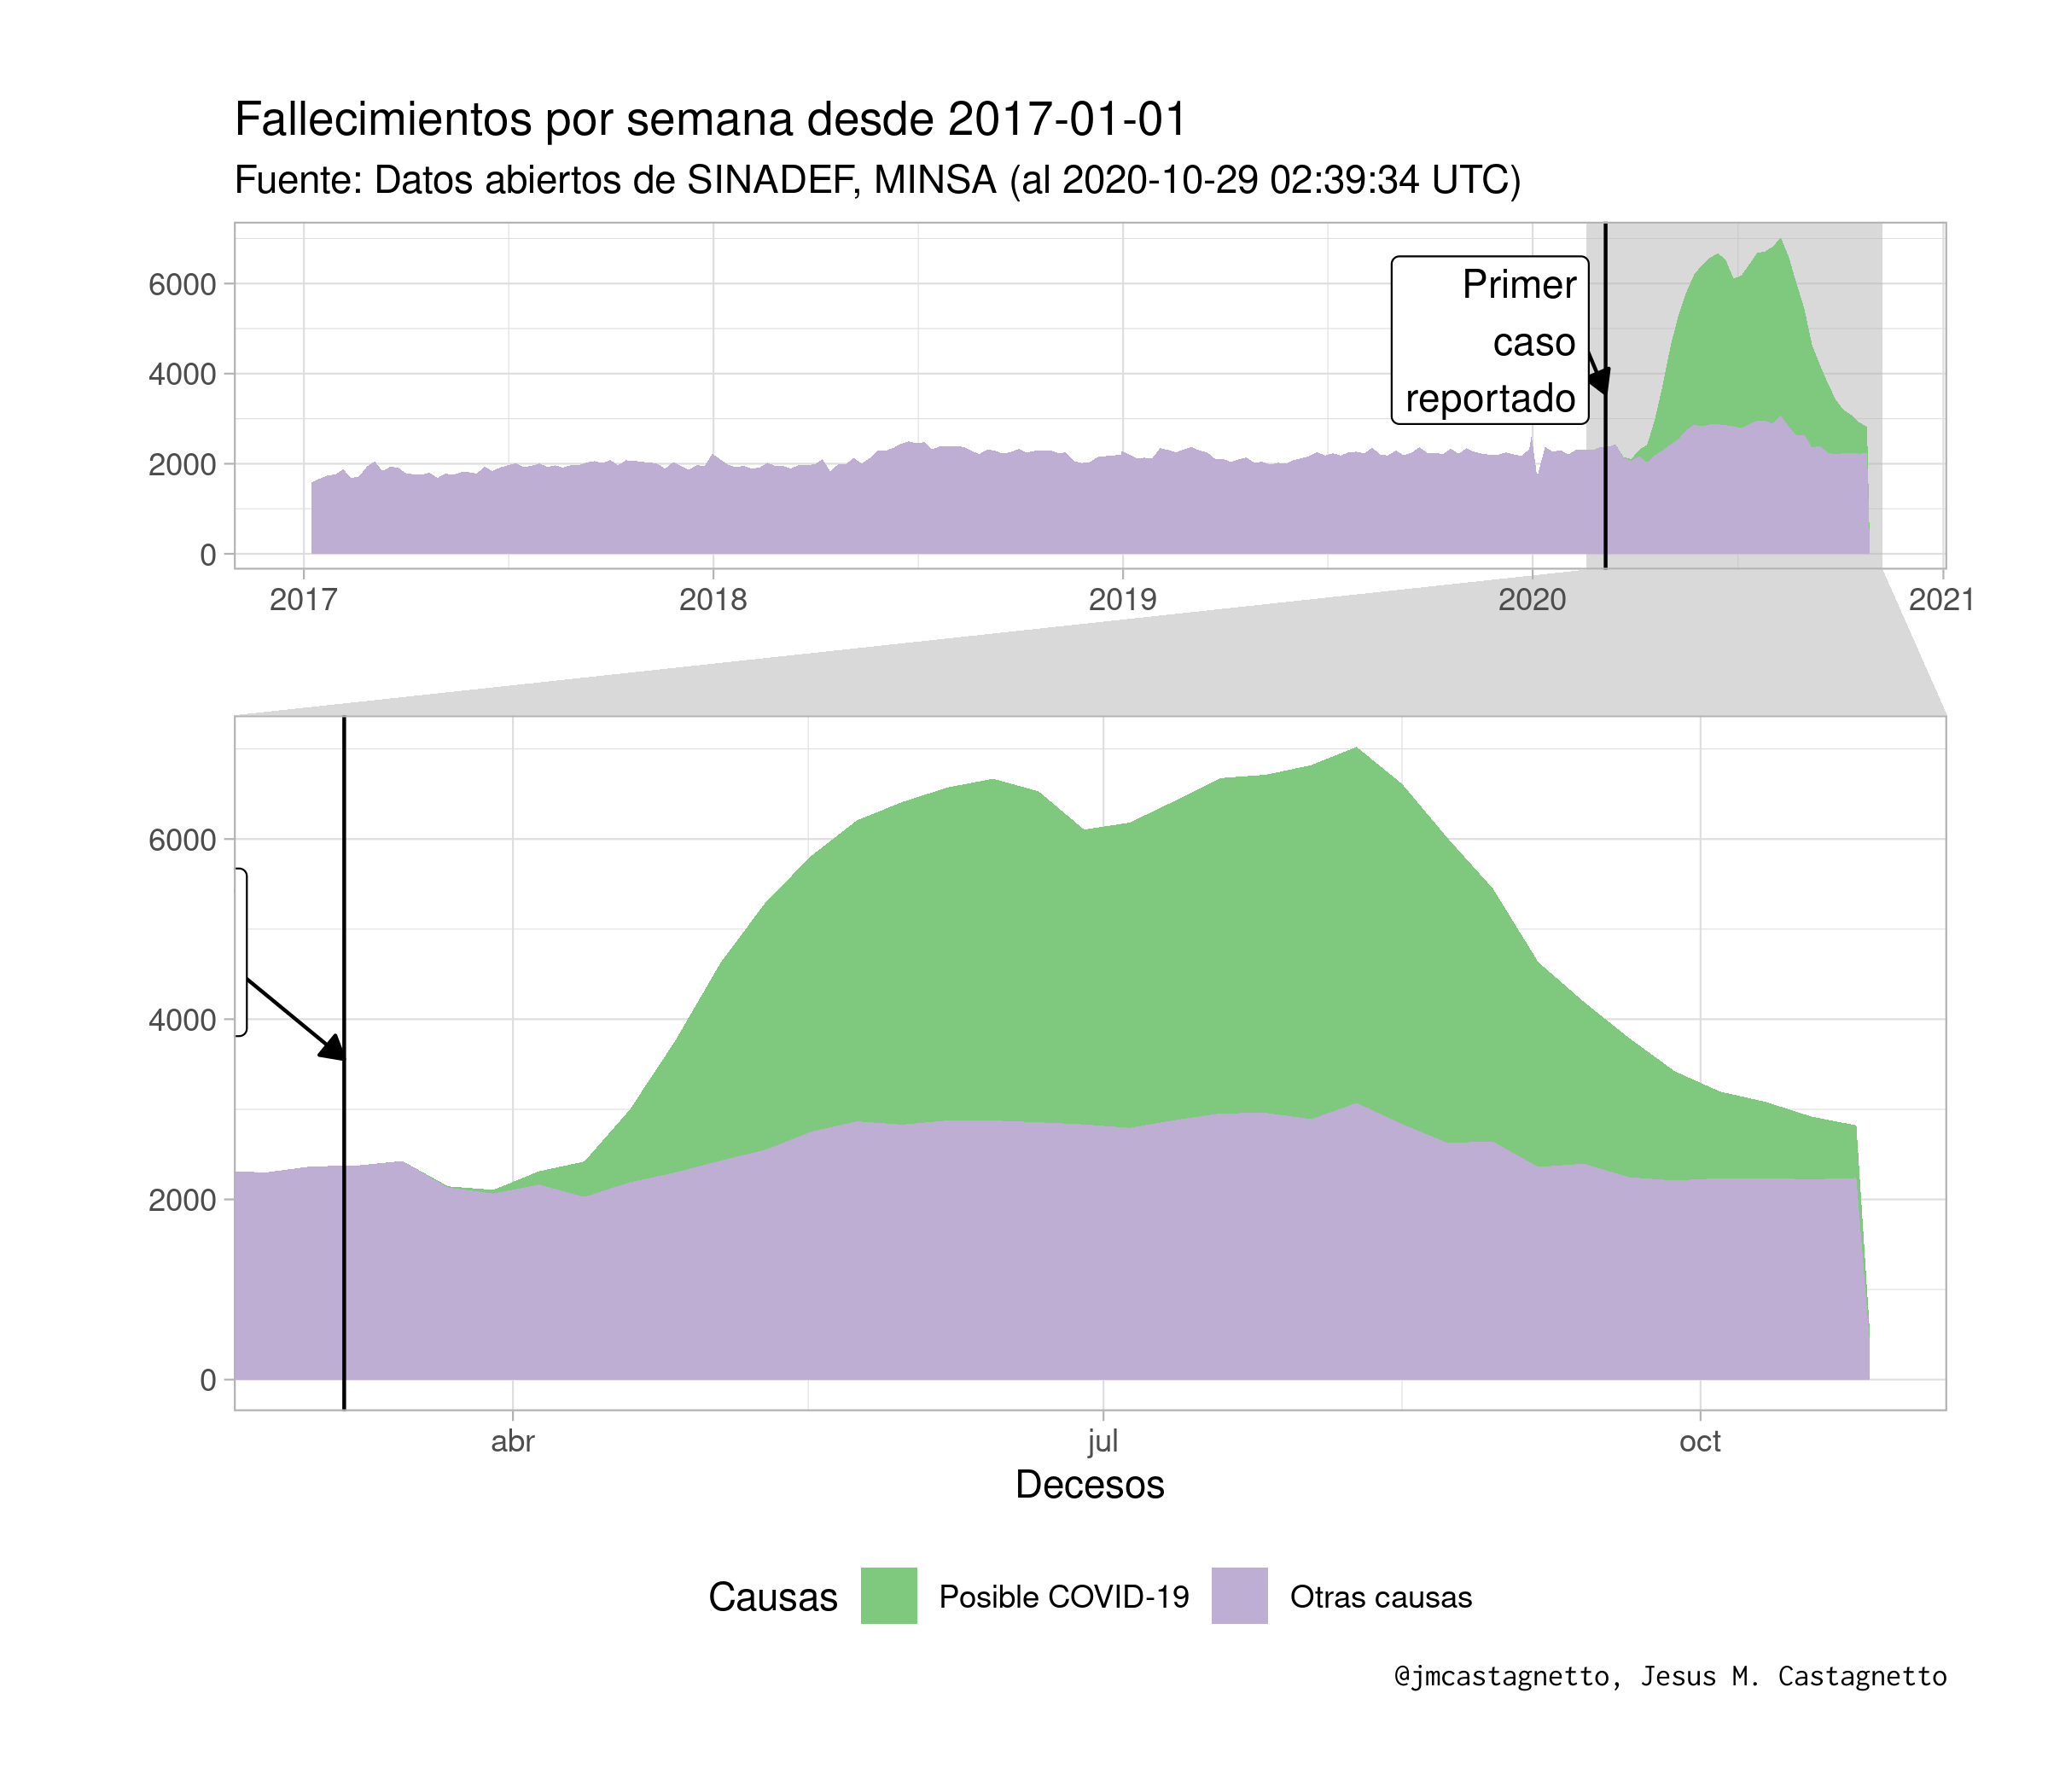 Fallecimientos por semana desde 2017-01-01
Fuente: Datos abiertos de SINADEF, MINSA (al 2020-10-29 02:39:34 UTC)
6000
4000
2000
0
Primer
caso
reportado
2017 2018 2019 2020 2021
6000
4000
2000
0
abr jul oct
Decesos
Causas Posible COVID-19 Otras causas
@jmcastagnetto, Jesus M. Castagnetto